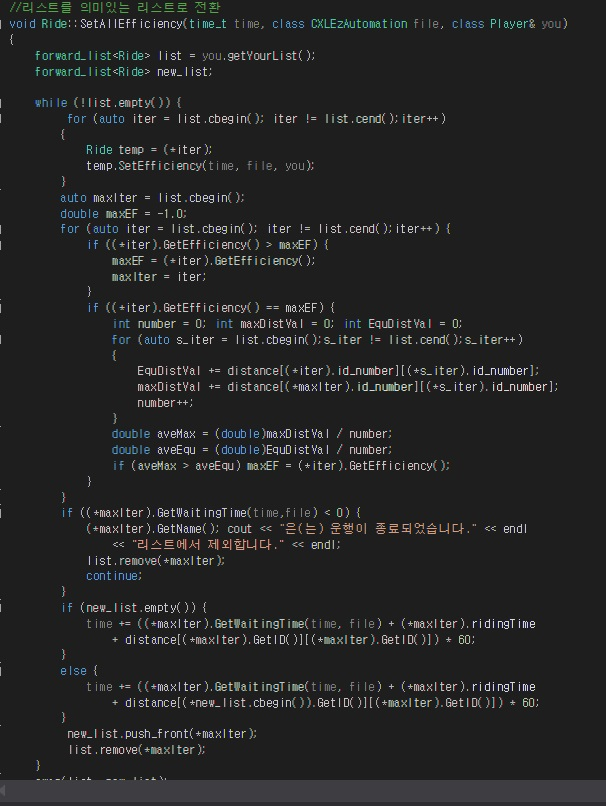 //리스트를 의미있는 리스트로 전환
void Ride::SetAllEfficiency(time_t time, class CXLEzAutomation file, class Player& you)
{
forward_list<Ride> list = you.getYourList();
forward_list<Ride> new_list;
while (!list.empty()) {
for (auto iter = list.cbegin(); iter != list.cend();iter++)
{
Ride temp = (*iter);
temp.SetEfficiency(time, file, you);
}
auto maxIter = list.cbegin();
double maxEF = -1.0;
for (auto iter = list.cbegin(); iter != list.cend();iter++) {
if ((*iter).GetEfficiency() > maxEF) {
maxEF = (*iter).GetEfficiency();
maxIter = iter;
}
if ((*iter).GetEfficiency() == maxEF) {
int number = 0; int maxDistVal = 0; int EquDistVal = 0;
for (auto s_iter = list.cbegin();s_iter != list.cend();s_iter++)
{
EquDistVal += distance[(*iter).id_number][(*s_iter).id_number];
maxDistVal += distance[(*maxIter).id_number][(*s_iter).id_number];
number++;
}
double aveMax = (double)maxDistVal / number;
double aveEqu = (double)EquDistVal / number;
if (aveMax > aveEqu) maxEF = (*iter).GetEfficiency();
}
}
if ((*maxIter).GetWaitingTime(time,file) < 0) {
(*maxIter).GetName(); cout << "은(는) 운행이 종료되었습니다." << endl
<< "리스트에서 제외합니다." << endl;
list.remove(*maxIter);
continue;
}
if (new_list.empty()) {
time += ((*maxIter).GetWaitingTime(time, file) + (*maxIter).ridingTime
+ distance[(*maxIter).GetID()][(*maxIter).GetID()]) * 60;
}
else {
time += ((*maxIter).GetWaitingTime(time, file) + (*maxIter).ridingTime
+ distance[(*new_list.cbegin()).GetID()][(*maxIter).GetID()]) * 60;
}
new_list.push_front(*maxIter);
list.remove(*maxIter);
}